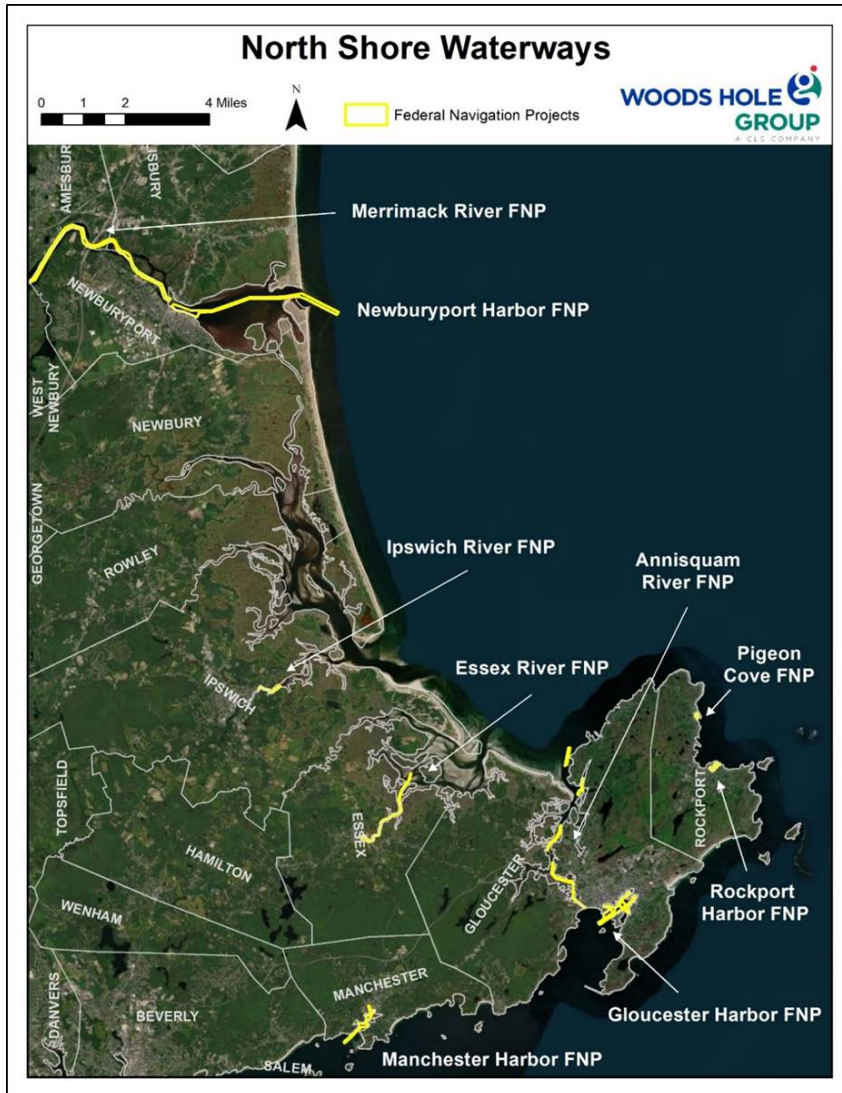 North Shore Waterways
0 1 2 4 Miles
N
Federal Navigation Projects
WOODS HOLE
GROUP
A CLS COMPANY
AMESBUR
LISBURY
Merrimack River FNP
NEWBURYPORT
Newburyport Harbor FNP
WEST
NEWBURY
NEWBURY
GEORGETOWN
ROWLEY
Ipswich River FNP
Annisquam
River FNP
Pigeon
Cove FNP
Essex River FNP
IPSWICH
TOPSFIELD
ESSEX
ROCKPORT
HAMILTON
GLOUCESTER
Rockport
Harbor FNP
WENHAM
MANCHESTER
DANVERS
BEVERLY
Gloucester Harbor FNP
Manchester Harbor FNP
SALEM